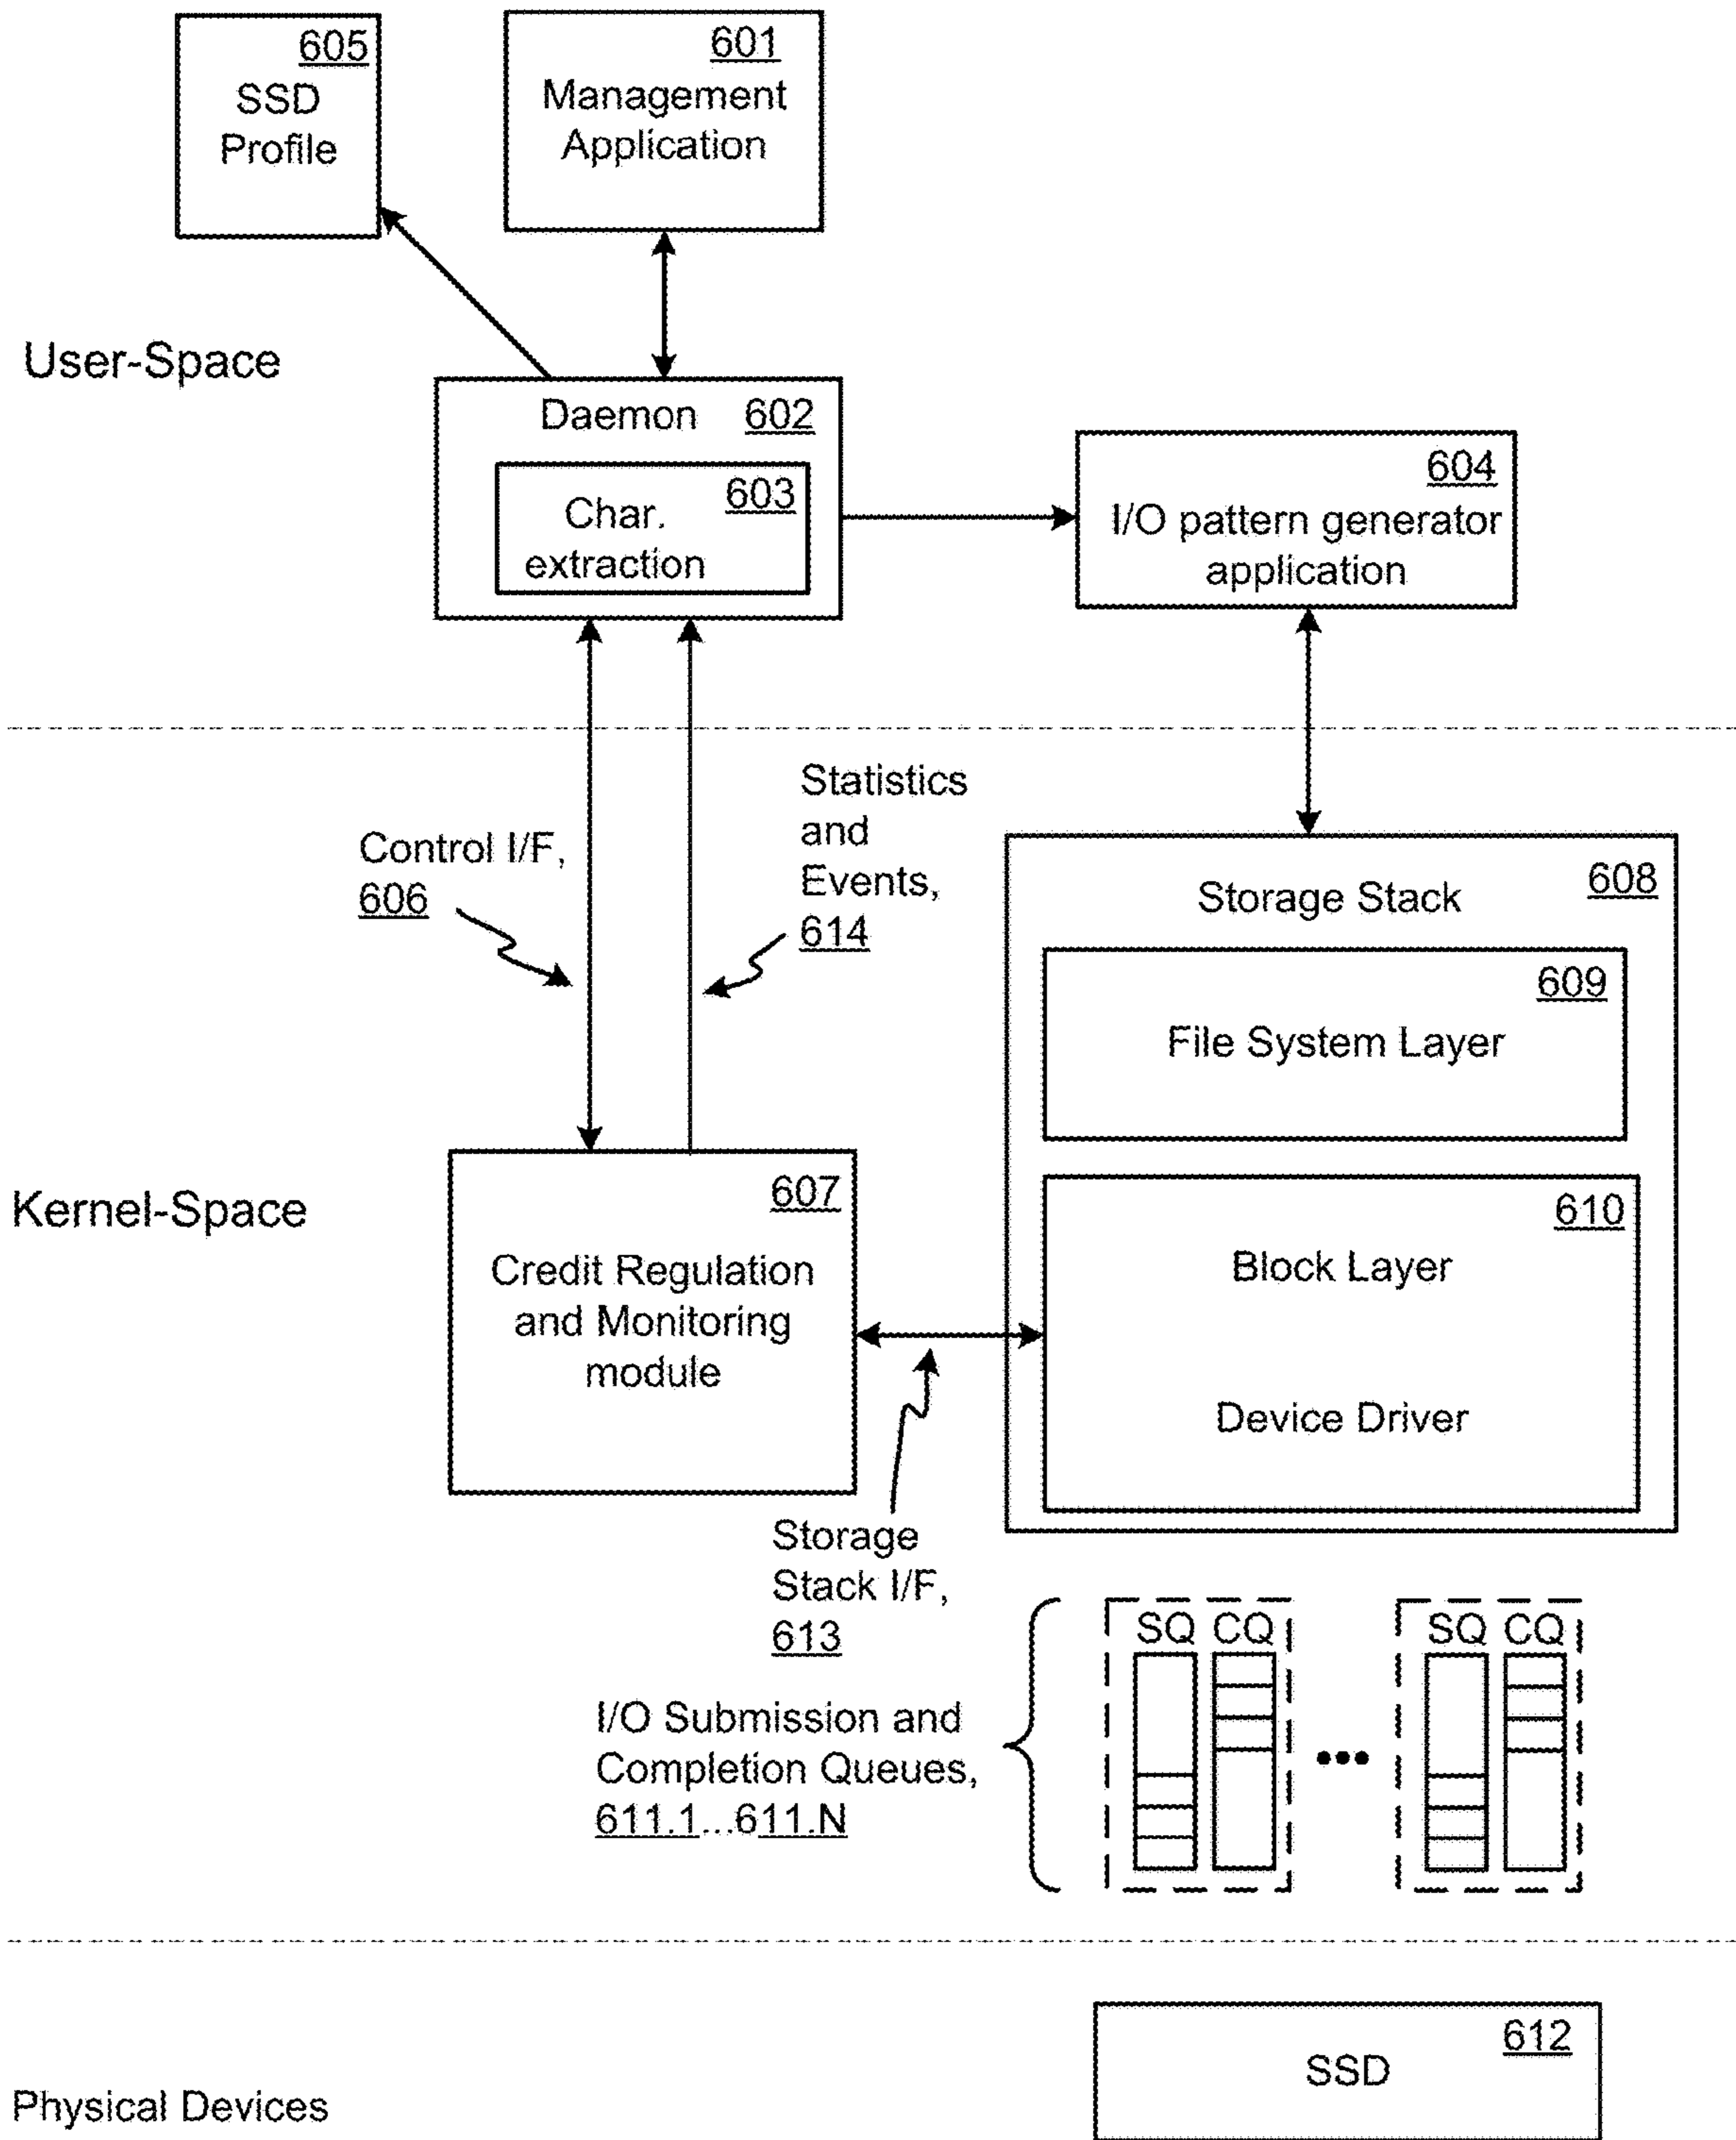 605
SSD
Profile
601
Management
Application
User-Space
Daemon 602
603
Char.
extraction
604
I/O pattern generator
application
Statistics
and
Events,
614
Control I/F,
606
608
Storage Stack
609
File System Layer
Kernel-Space
607
Credit Regulation
and Monitoring
module
610
Block Layer
Device Driver
Storage
Stack I/F,
613
SQ CQ
SQ CQ
I/O Submission and
Completion Queues,
611.1...611.N
•••
612
SSD
Physical Devices